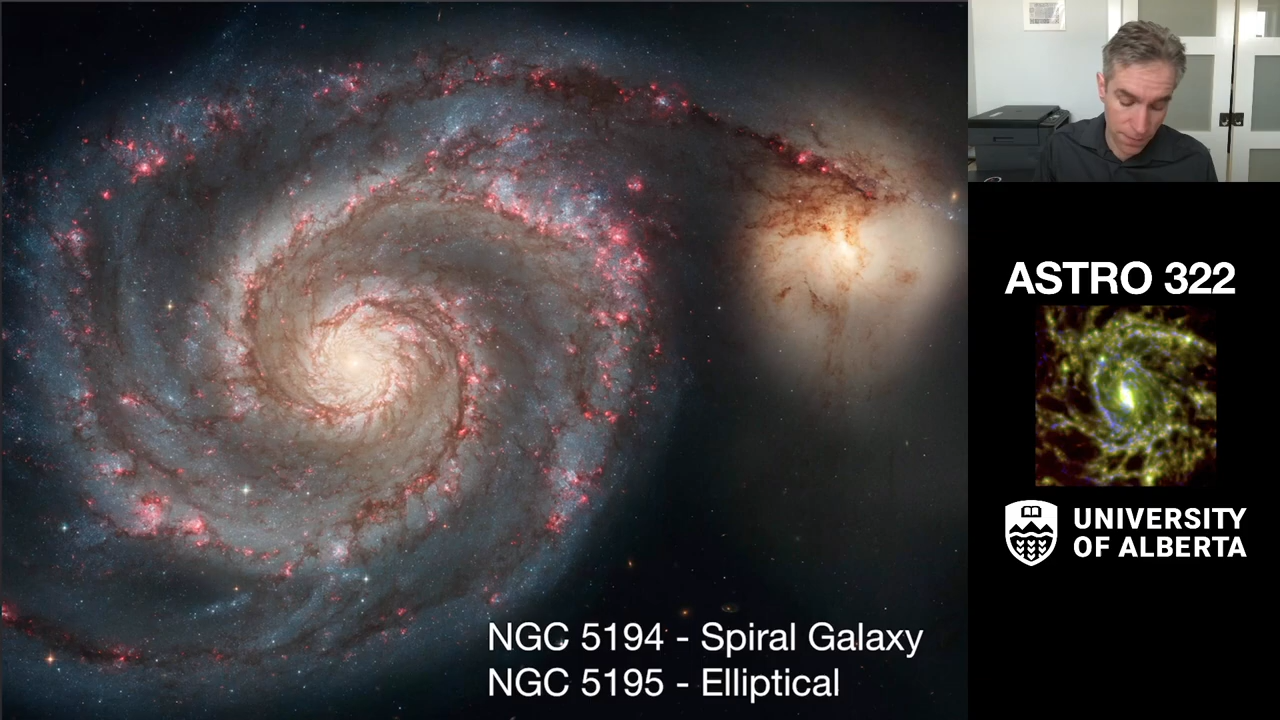 NGC 5194 - Spiral Galaxy
NGC 5195 - Elliptical
ASTRO 322
UNIVERSITY
OF ALBERTA